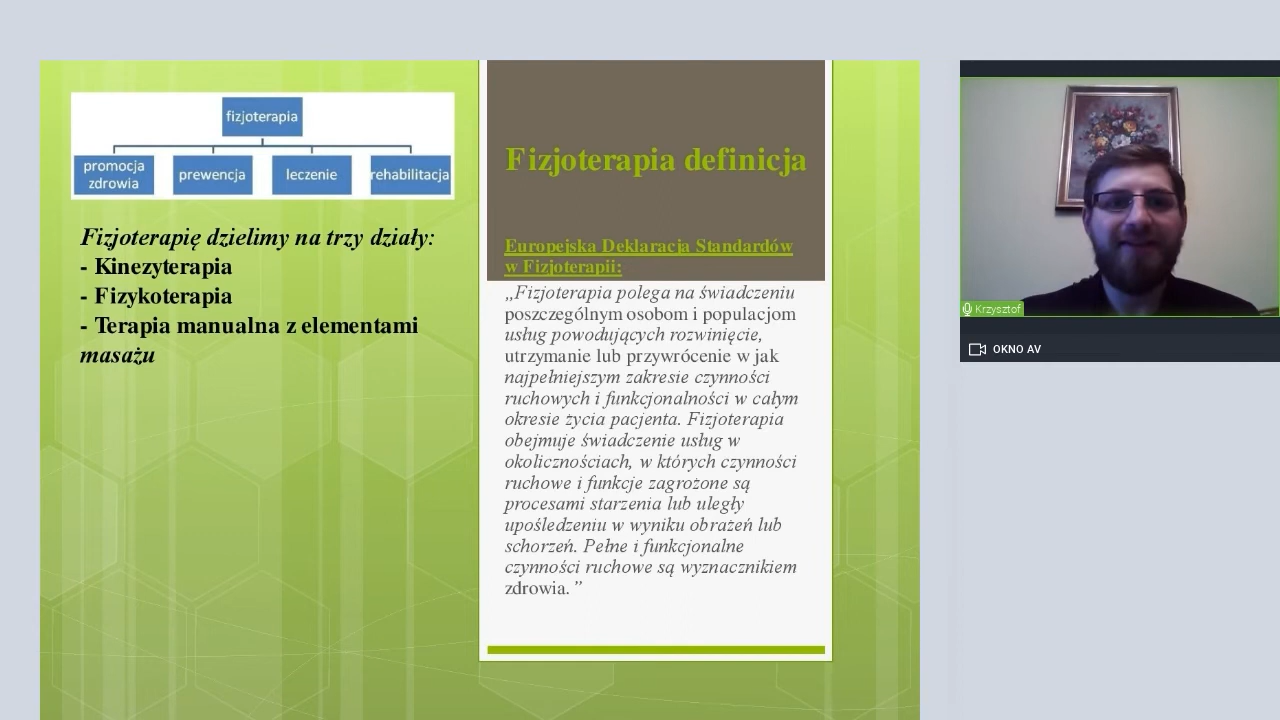 fizjoterapia
promocja
zdrowia
prewencja
leczenie
rehabilitacja
Fizjoterapię dzielimy na trzy działy:
- Kinezyterapia
- Fizykoterapia
- Terapia manualna z elementami
masażu
Fizjoterapia definicja
Europejska Deklaracja Standardów
w Fizjoterapii:
„Fizjoterapia polega na świadczeniu
poszczególnym osobom i populacjom
usług powodujących rozwinięcie,
utrzymanie lub przywrócenie w jak
najpełniejszym zakresie czynności
ruchowych i funkcjonalności w całym
okresie życia pacjenta. Fizjoterapia
obejmuje świadczenie usług w
okolicznościach, w których czynności
ruchowe i funkcje zagrożone są
procesami starzenia lub uległy
upośledzeniu w wyniku obrażeń lub
schorzeń. Pełne i funkcjonalne
czynności ruchowe są wyznacznikiem
zdrowia. ”
Krzysztof
OKNO AV